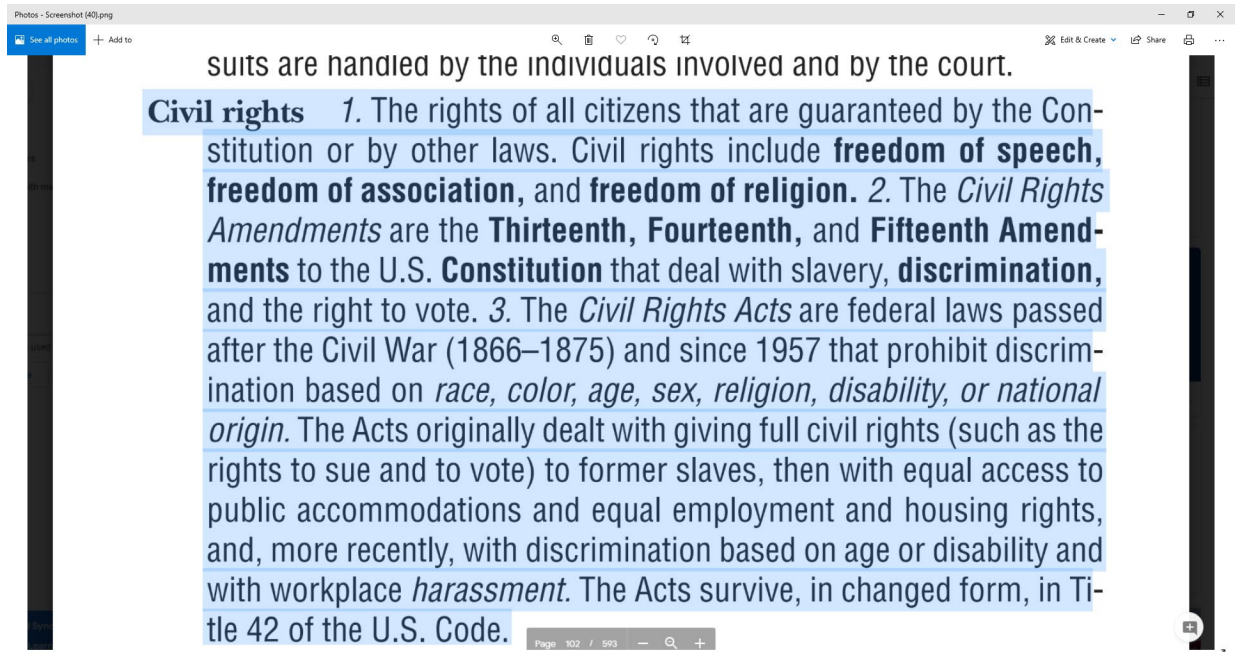 Photos - Screenshot (40).png
See all photos + Add to Edit & Create Share
suits are handled by the individuals involved and by the court.
Civil rights 1. The rights of all citizens that are guaranteed by the Con-
stitution or by other laws. Civil rights include freedom of speech,
freedom of association, and freedom of religion. 2. The Civil Rights
Amendments are the Thirteenth, Fourteenth, and Fifteenth Amend-
ments to the U.S. Constitution that deal with slavery, discrimination,
and the right to vote. 3. The Civil Rights Acts are federal laws passed
after the Civil War (1866–1875) and since 1957 that prohibit discrim-
ination based on race, color, age, sex, religion, disability, or national
origin. The Acts originally dealt with giving full civil rights (such as the
rights to sue and to vote) to former slaves, then with equal access to
public accommodations and equal employment and housing rights,
and, more recently, with discrimination based on age or disability and
with workplace harassment. The Acts survive, in changed form, in Ti-
tle 42 of the U.S. Code.
Page 102 / 593